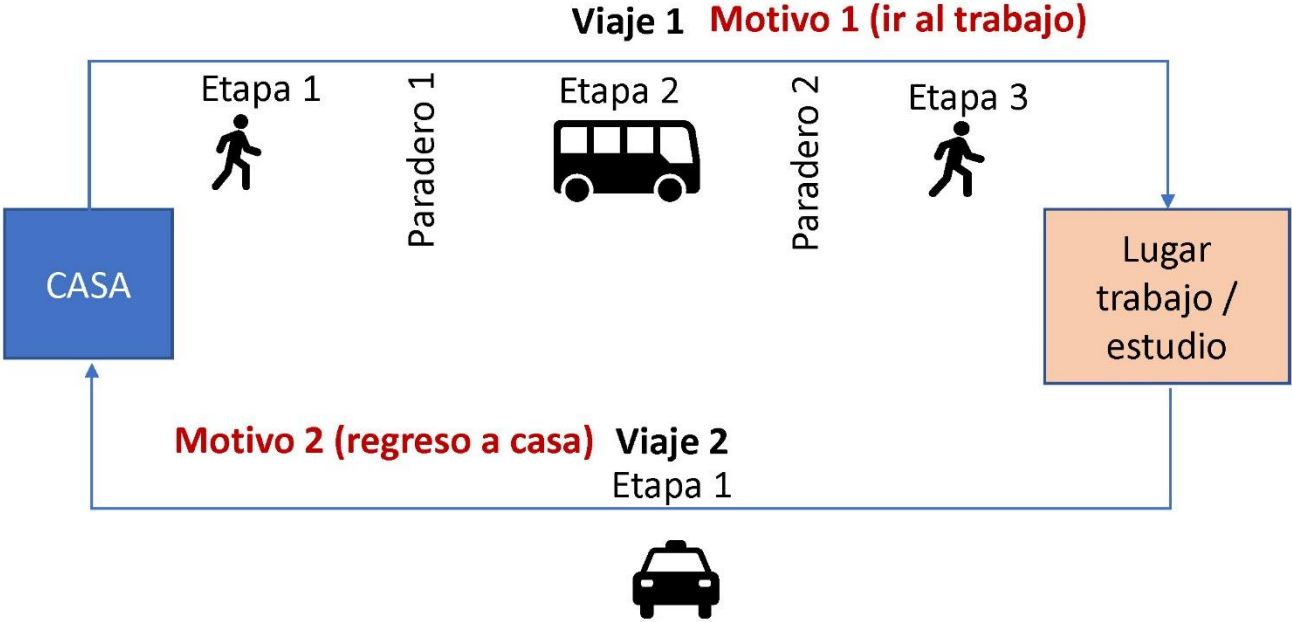 Viaje 1 Motivo 1 (ir al trabajo)
Etapa 1
Paradero 1
Etapa 2
Paradero 2
Etapa 3
CASA
Lugar
trabajo /
estudio
Motivo 2 (regreso a casa) Viaje 2
Etapa 1